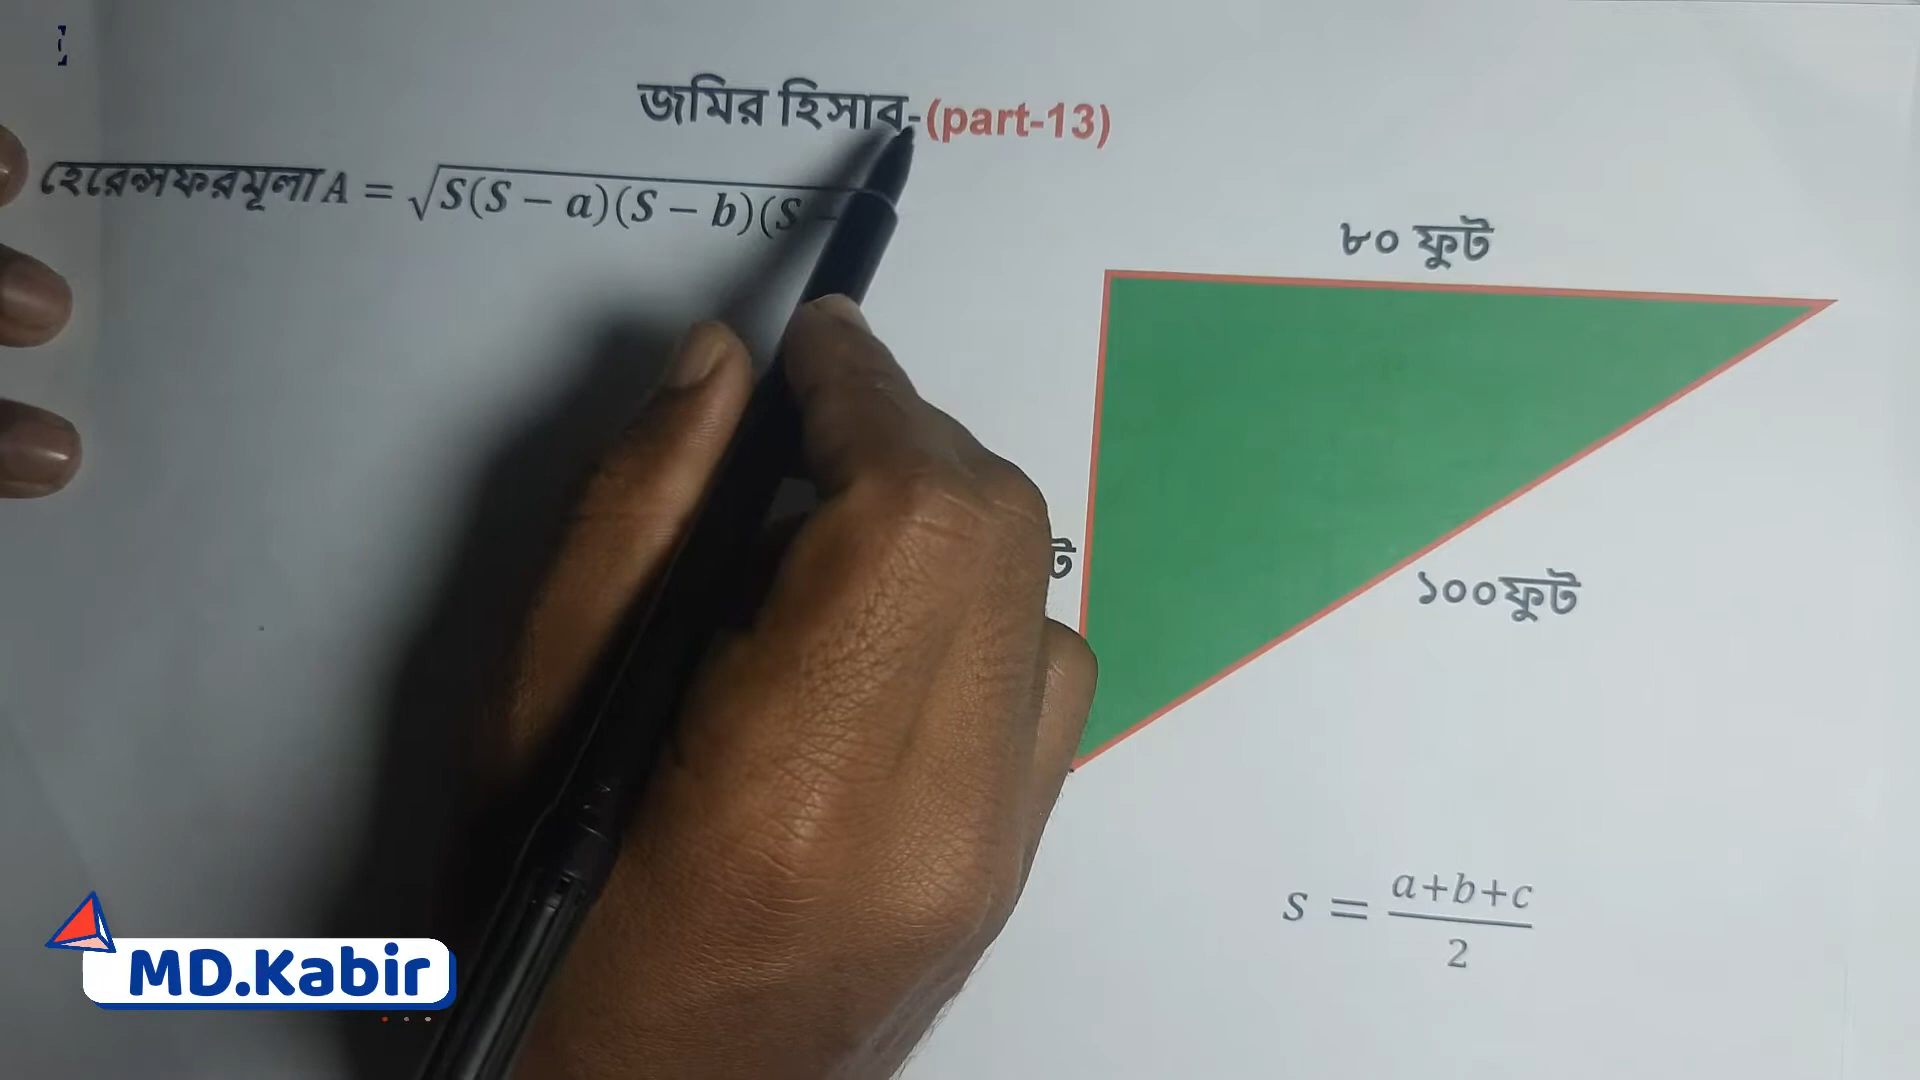 জমির হিসাব-(part-13)
হেরেন্সফরমূলা A = √S(S − a)(S − b)(S −
৮০ ফুট
ট
১০০ফুট
s = a+b+c / 2
MD.Kabir